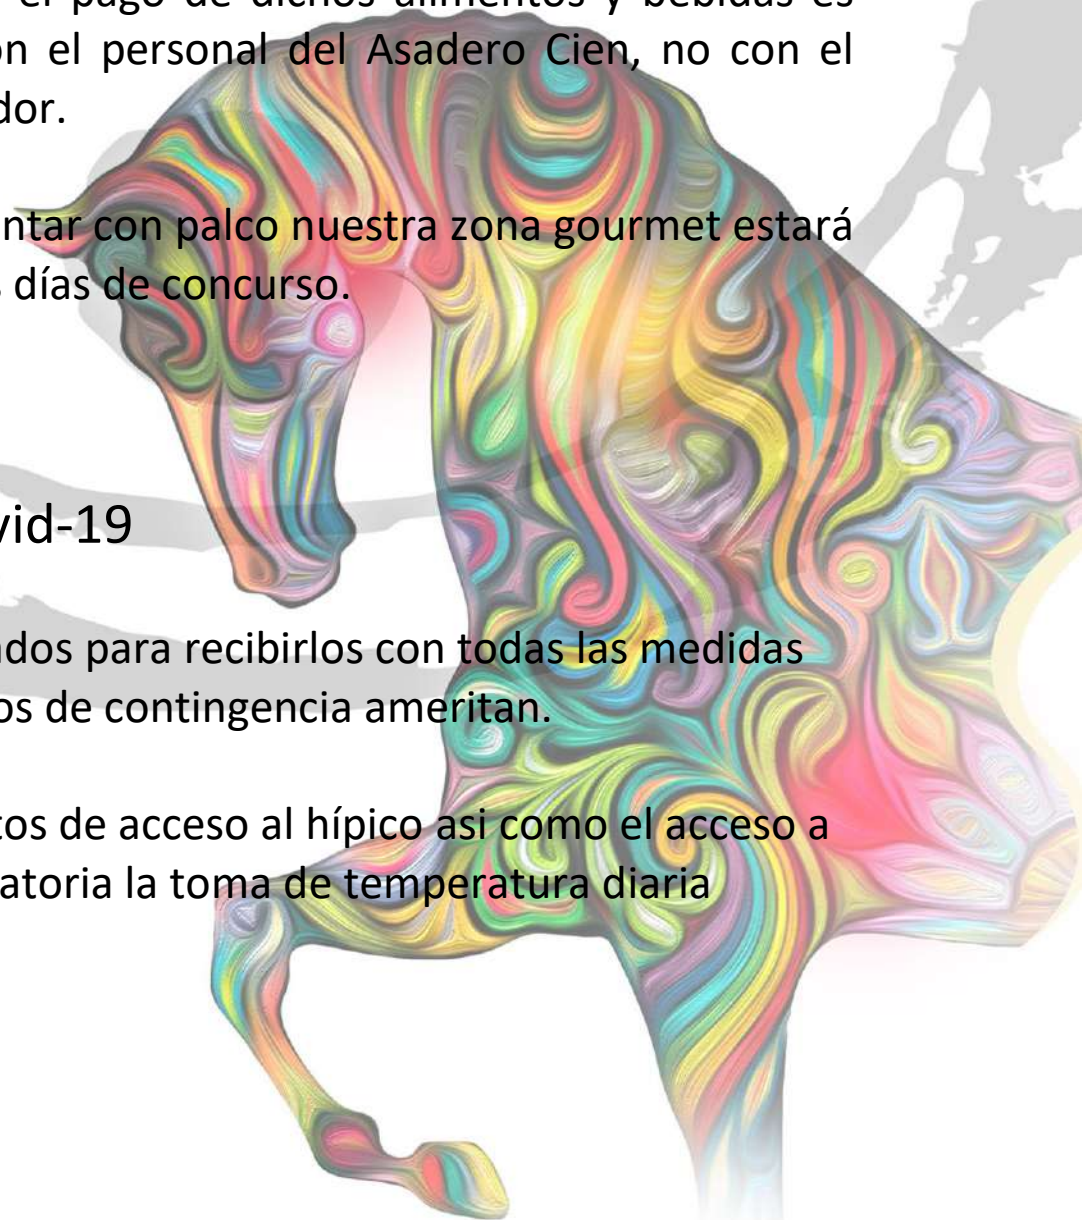 el pago de dichos alimentos y bebidas es
n el personal del Asadero Cien, no con el
dor.
ntar con palco nuestra zona gourmet estará
s días de concurso.
vid-19
ados para recibirlos con todas las medidas
os de contingencia ameritan.
tos de acceso al hípico asi como el acceso a
atoria la toma de temperatura diaria